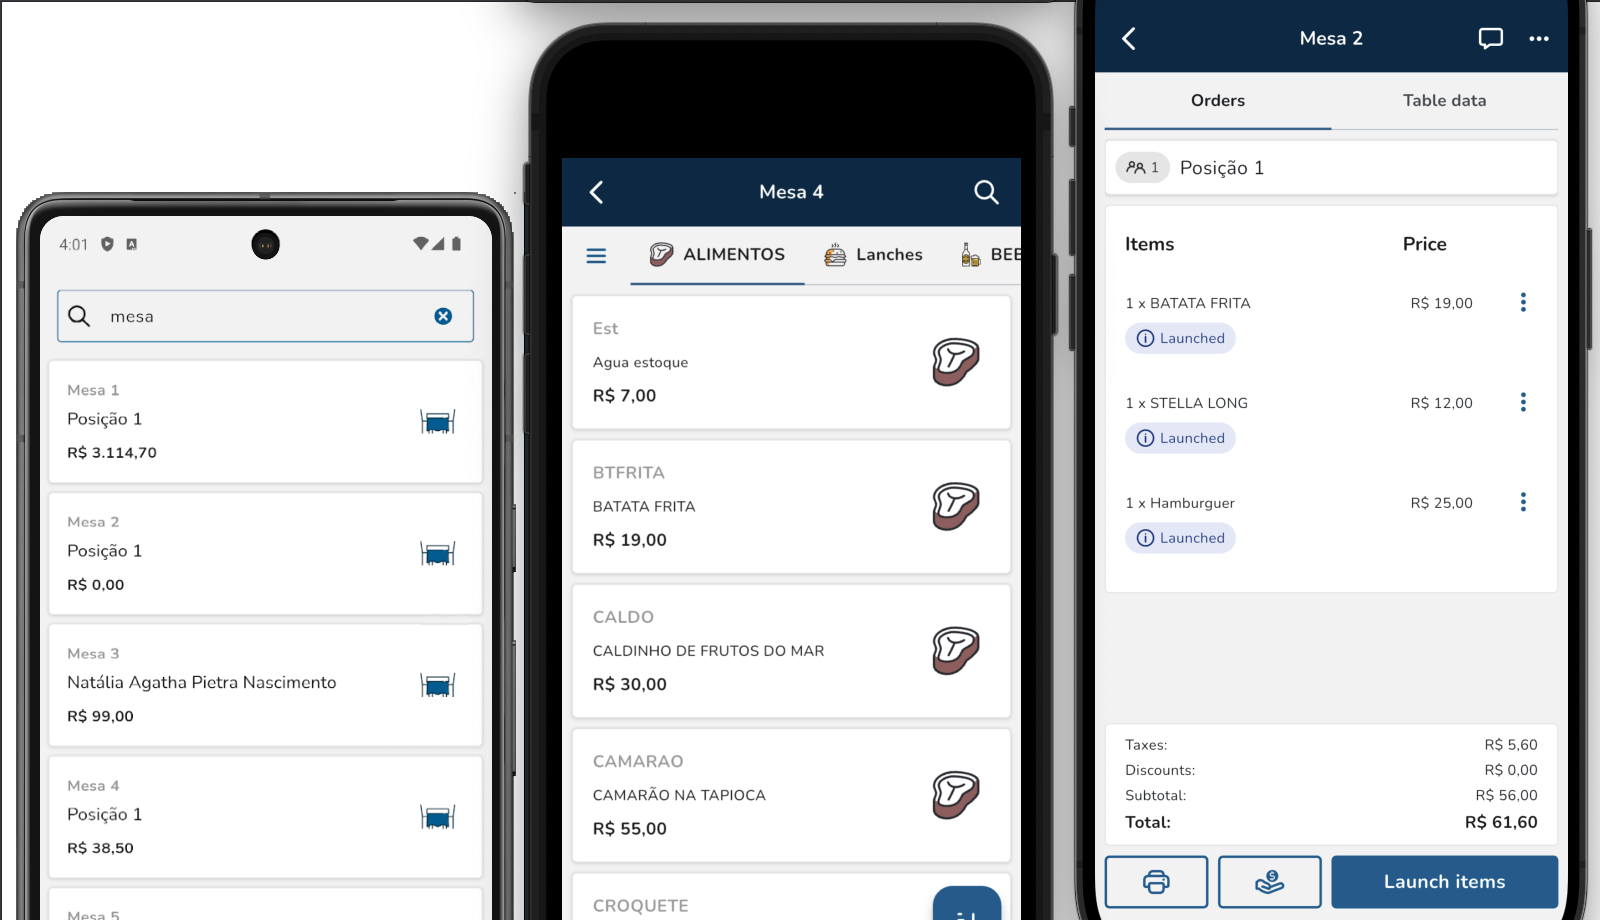 4:01
mesa
Mesa 1
Posição 1
R$ 3.114,70
Mesa 2
Posição 1
R$ 0,00
Mesa 3
Natália Agatha Pietra Nascimento
R$ 99,00
Mesa 4
Posição 1
R$ 38,50
Mesa 5
Mesa 4
ALIMENTOS Lanches BEB
Est
Agua estoque
R$ 7,00
BTFRITA
BATATA FRITA
R$ 19,00
CALDO
CALDINHO DE FRUTOS DO MAR
R$ 30,00
CAMARAO
CAMARÃO NA TAPIOCA
R$ 55,00
CROQUETE
Mesa 2
Orders Table data
1 Posição 1
Items Price
1 x BATATA FRITA R$ 19,00
Launched
1 x STELLA LONG R$ 12,00
Launched
1 x Hamburguer R$ 25,00
Launched
Taxes: R$ 5,60
Discounts: R$ 0,00
Subtotal: R$ 56,00
Total: R$ 61,60
Launch items